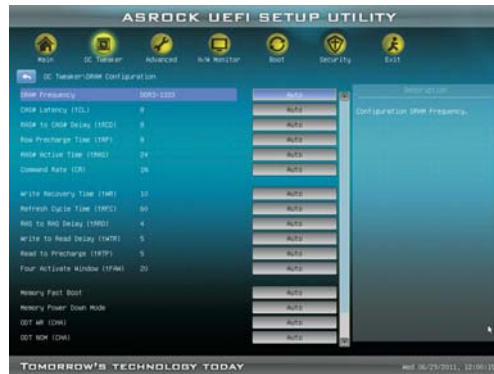 ASROCK UEFI SETUP UTILITY
Main OC Tweaker Advanced H/W Monitor Boot Security Exit
OC Tweaker\DRAM Configuration
Description
DRAM Frequency DDR3-1333 Auto
Configuration DRAM Frequency.
CAS# Latency (tCL) 9 Auto
RAS# to CAS# Delay (tRCD) 9 Auto
Row Precharge Time (tRP) 9 Auto
RAS# Active Time (tRAS) 24 Auto
Command Rate (CR) 1N Auto
Write Recovery Time (tWR) 10 Auto
Refresh Cycle Time (tRFC) 60 Auto
RAS to RAS Delay (tRRD) 4 Auto
Write to Read Delay (tWTR) 5 Auto
Read to Precharge (tRTP) 5 Auto
Four Activate Window (tFAW) 20 Auto
Memory Fast Boot Auto
Memory Power Down Mode Auto
ODT WR (CHA) Auto
ODT NOM (CHA) Auto
TOMORROW'S TECHNOLOGY TODAY
Wed 06/29/2011,